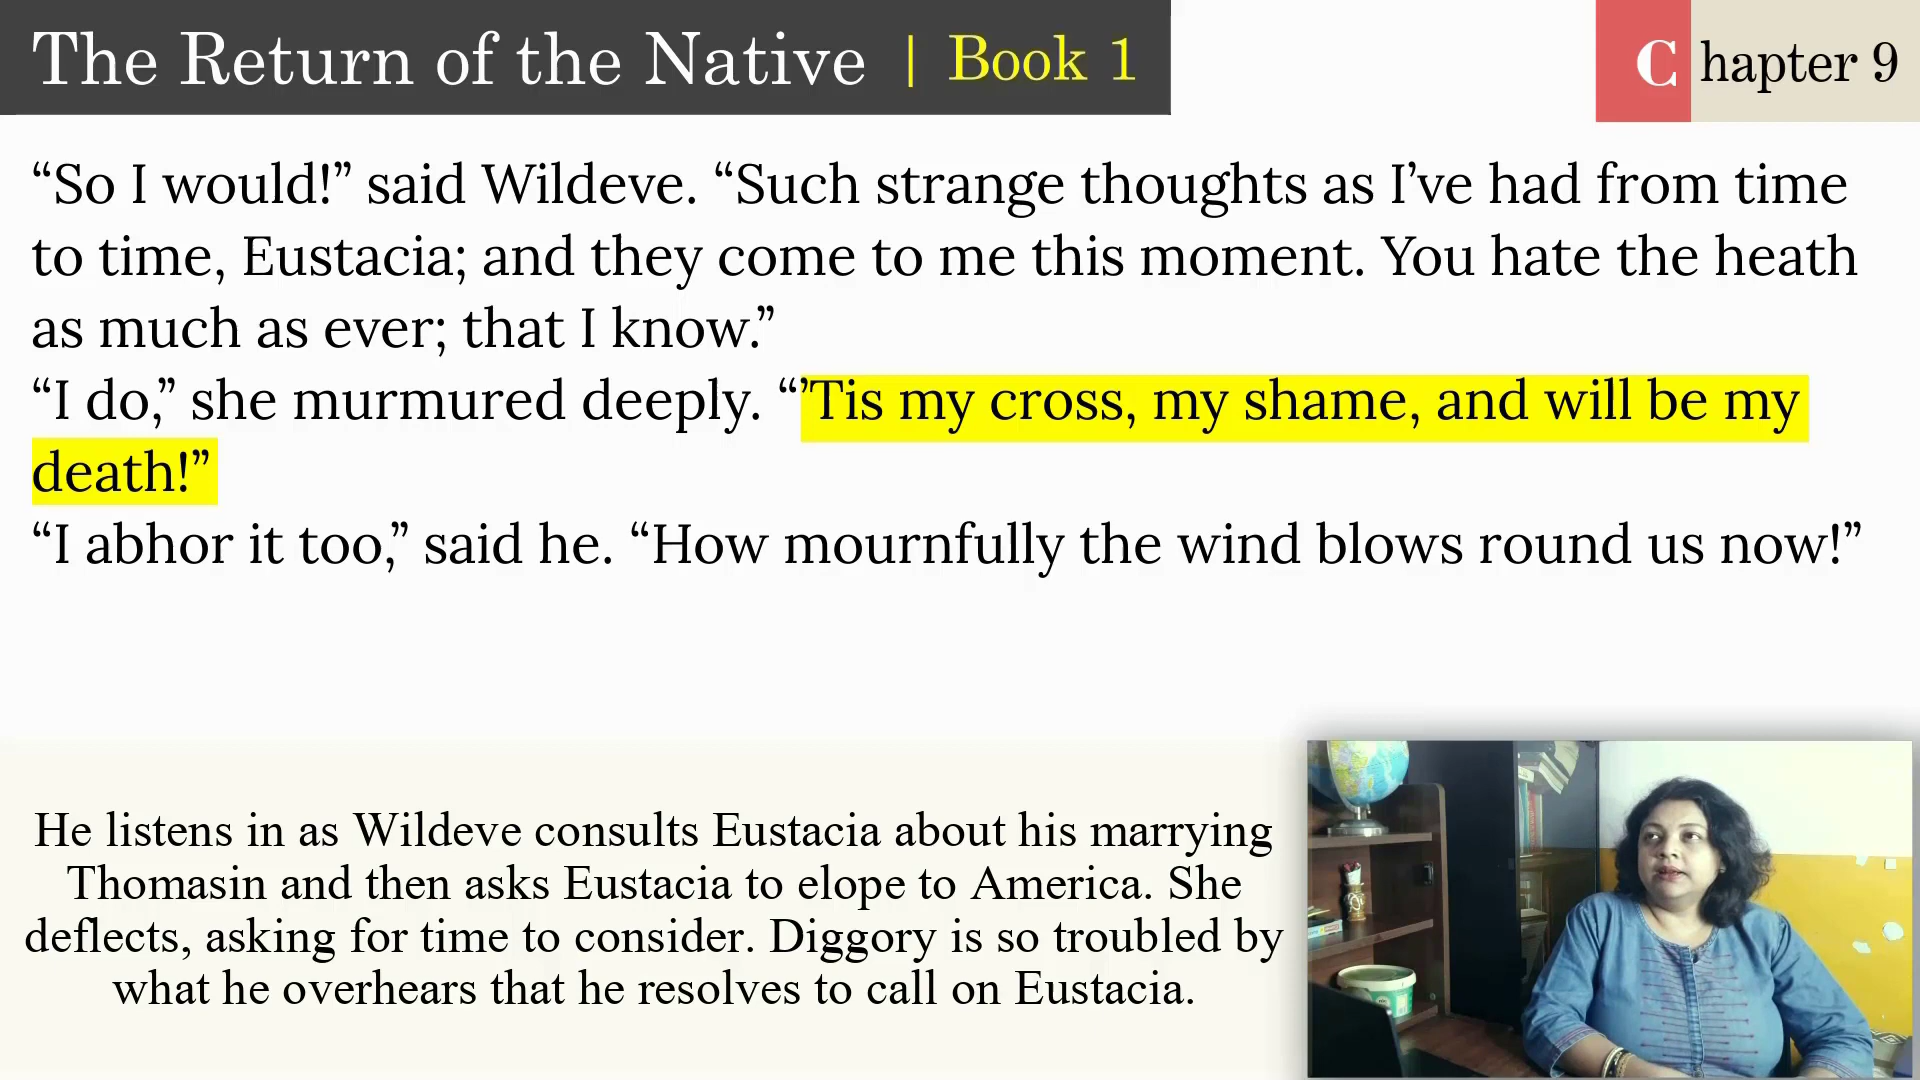 The Return of the Native | Book 1
Chapter 9
“So I would!” said Wildeve. “Such strange thoughts as I’ve had from time
to time, Eustacia; and they come to me this moment. You hate the heath
as much as ever; that I know.”
“I do,” she murmured deeply. “’Tis my cross, my shame, and will be my
death!”
“I abhor it too,” said he. “How mournfully the wind blows round us now!”
He listens in as Wildeve consults Eustacia about his marrying
Thomasin and then asks Eustacia to elope to America. She
deflects, asking for time to consider. Diggory is so troubled by
what he overhears that he resolves to call on Eustacia.